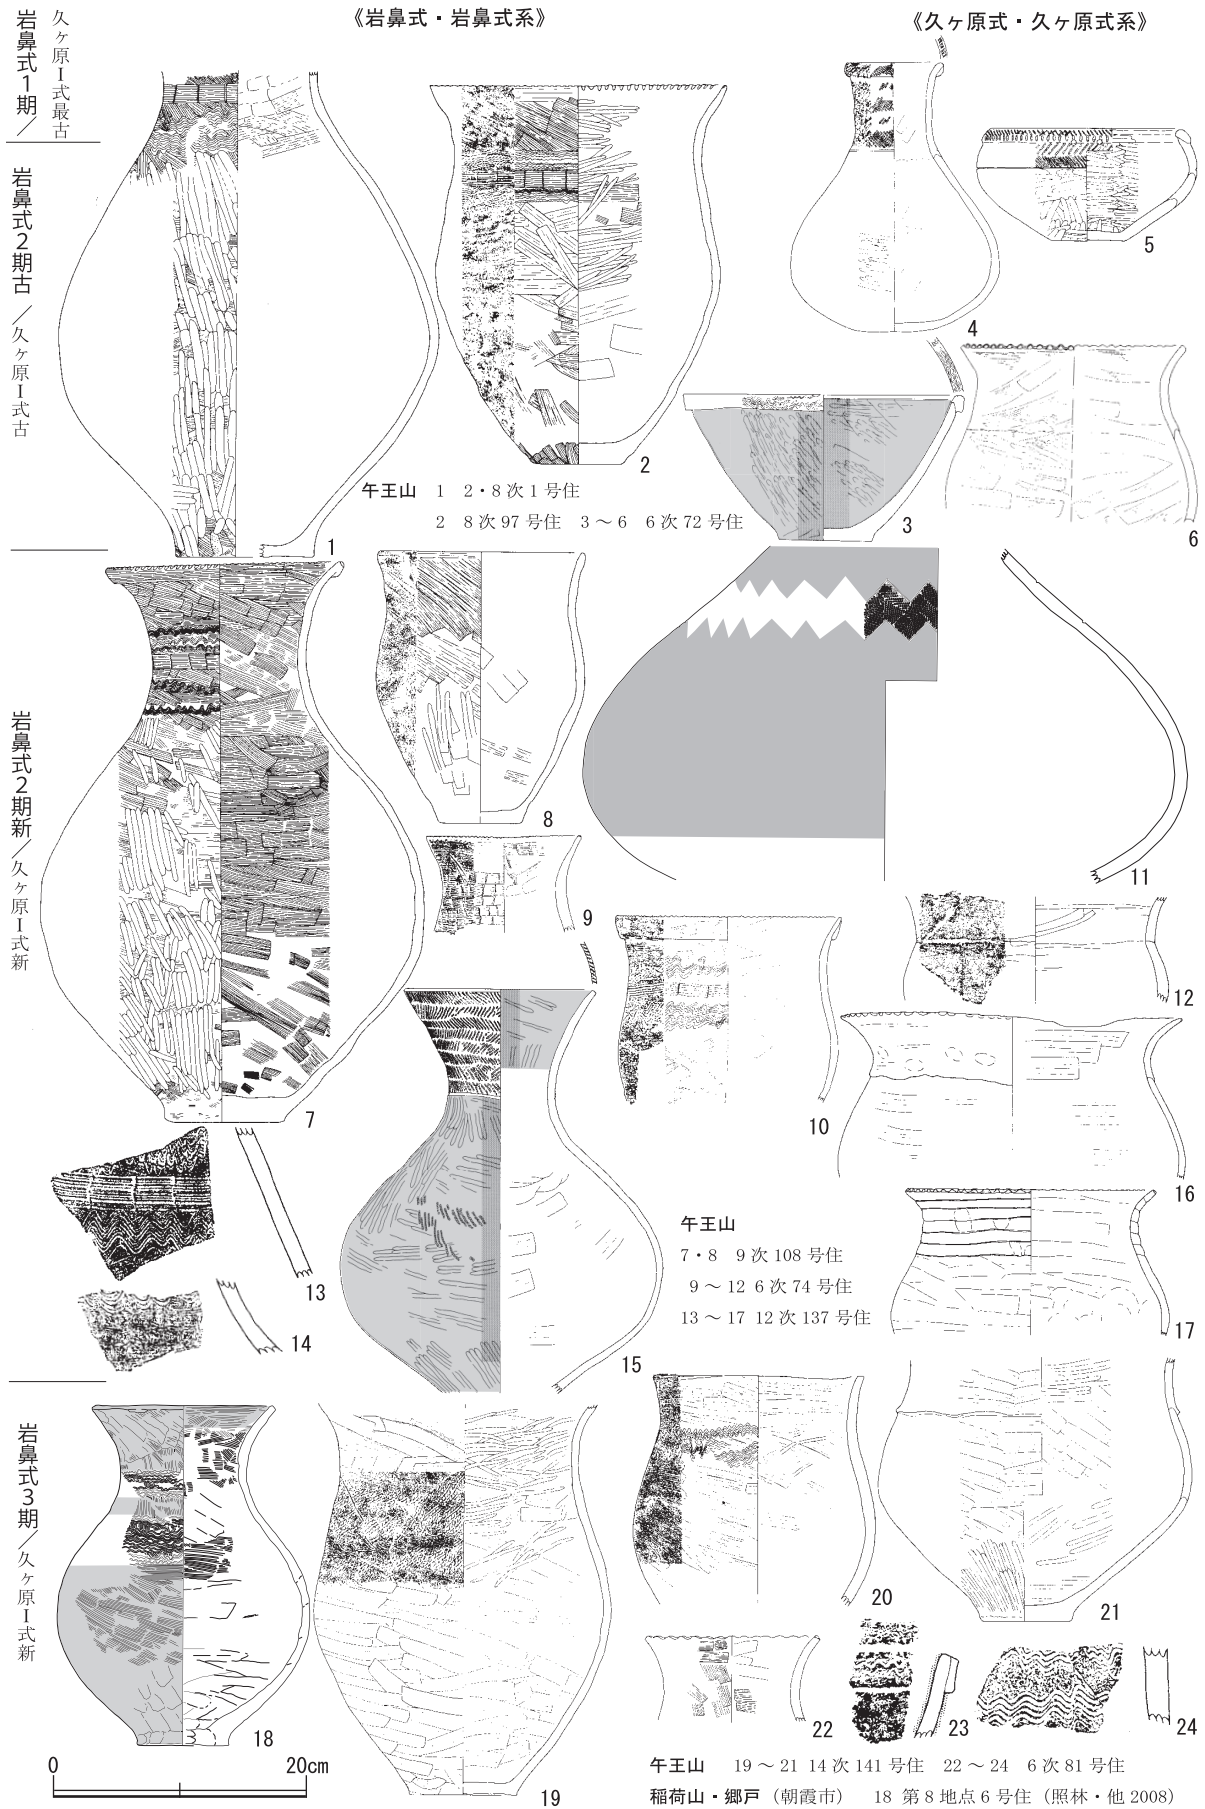 《岩鼻式・岩鼻式系》
《久ヶ原式・久ヶ原式系》
岩鼻式1期／
久ヶ原Ⅰ式最古
岩鼻式2期古／久ヶ原Ⅰ式古
1
2
3
4
5
6
午王山 1 2・8次1号住
2 8次97号住 3～6 6次72号住
岩鼻式2期新／久ヶ原Ⅰ式新
7
8
9
10
11
12
13
14
15
16
17
午王山
7・8 9次108号住
9～12 6次74号住
13～17 12次137号住
岩鼻式3期／久ヶ原Ⅰ式新
18
19
20
21
22
23
24
0 20cm
午王山 19～21 14次141号住 22～24 6次81号住
稲荷山・郷戸（朝霞市） 18 第8地点6号住（照林・他2008）